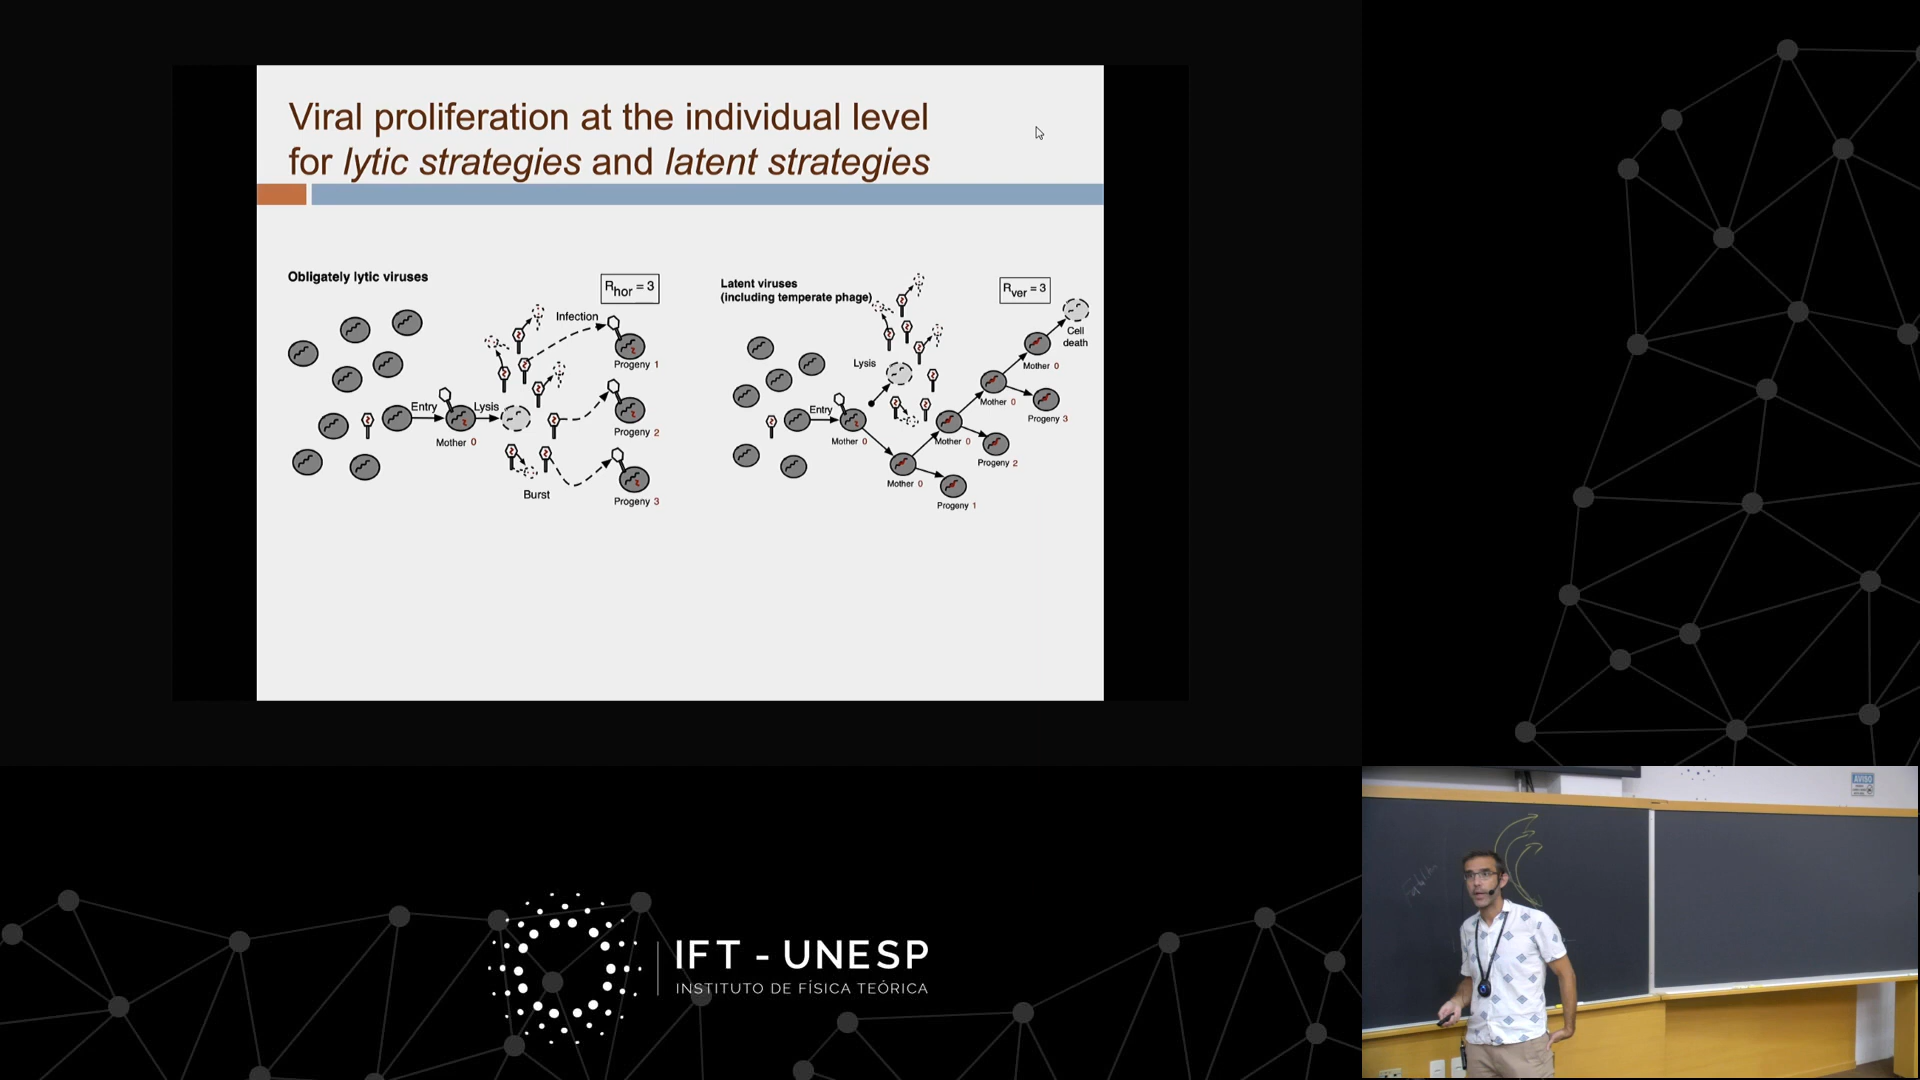 Viral proliferation at the individual level
for lytic strategies and latent strategies
Obligately lytic viruses
Rhor = 3
Infection
Progeny 1
Entry
Lysis
Mother 0
Progeny 2
Burst
Progeny 3
Latent viruses
(including temperate phage)
Rver = 3
Cell
death
Lysis
Mother 0
Entry
Mother 0
Progeny 3
Mother 0
Mother 0
Progeny 2
Mother 0
Progeny 1
AVISO
IFT - UNESP
INSTITUTO DE FÍSICA TEÓRICA